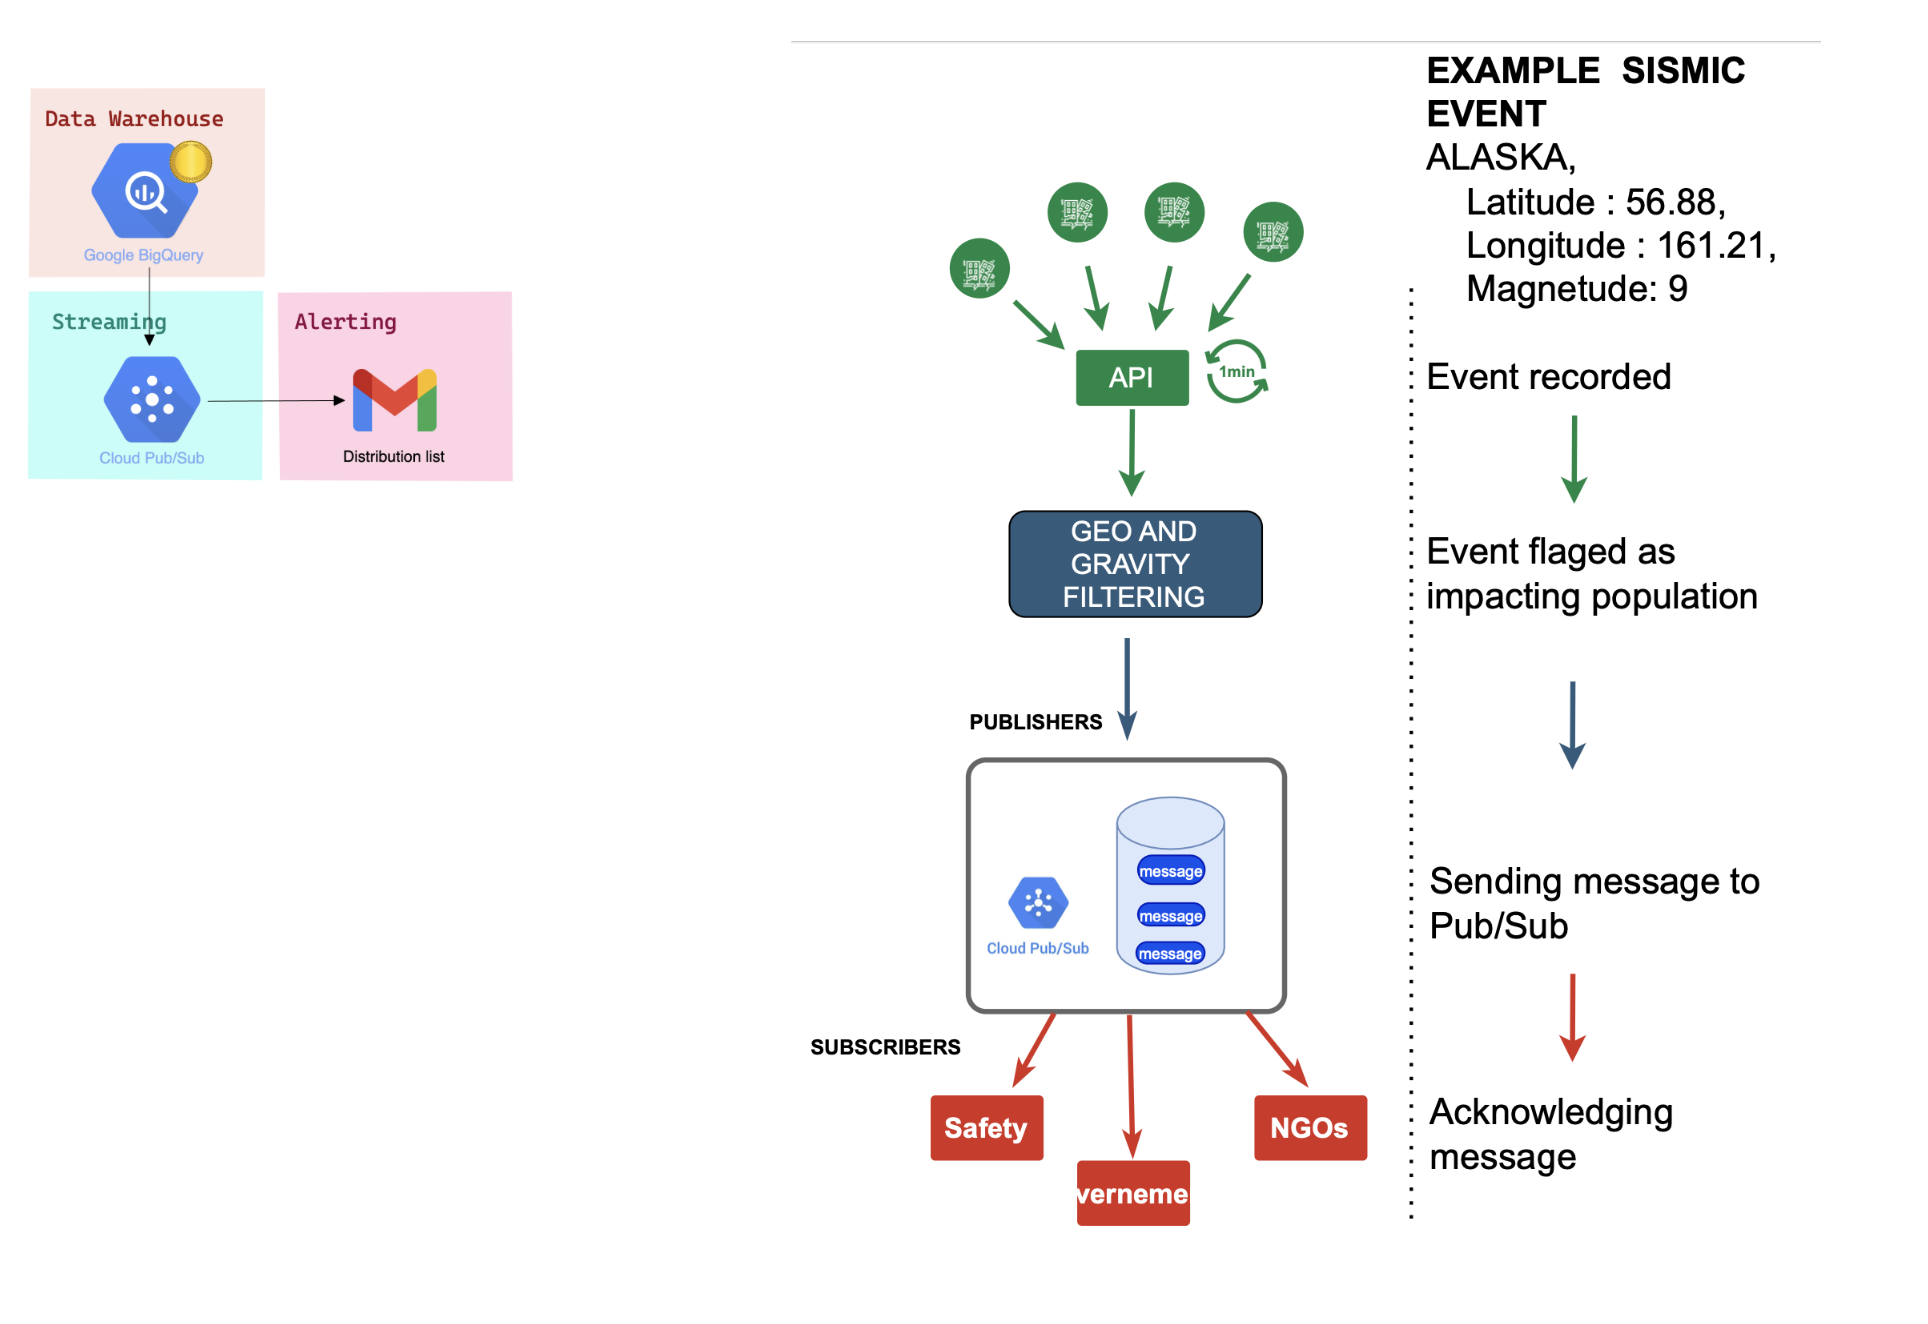 Data Warehouse
Google BigQuery
Streaming
Cloud Pub/Sub
Alerting
Distribution list
API
1min
GEO AND
GRAVITY
FILTERING
PUBLISHERS
message
message
message
Cloud Pub/Sub
SUBSCRIBERS
Safety
verneme
NGOs
EXAMPLE SISMIC
EVENT
ALASKA,
Latitude : 56.88,
Longitude : 161.21,
Magnetude: 9
Event recorded
Event flaged as
impacting population
Sending message to
Pub/Sub
Acknowledging
message